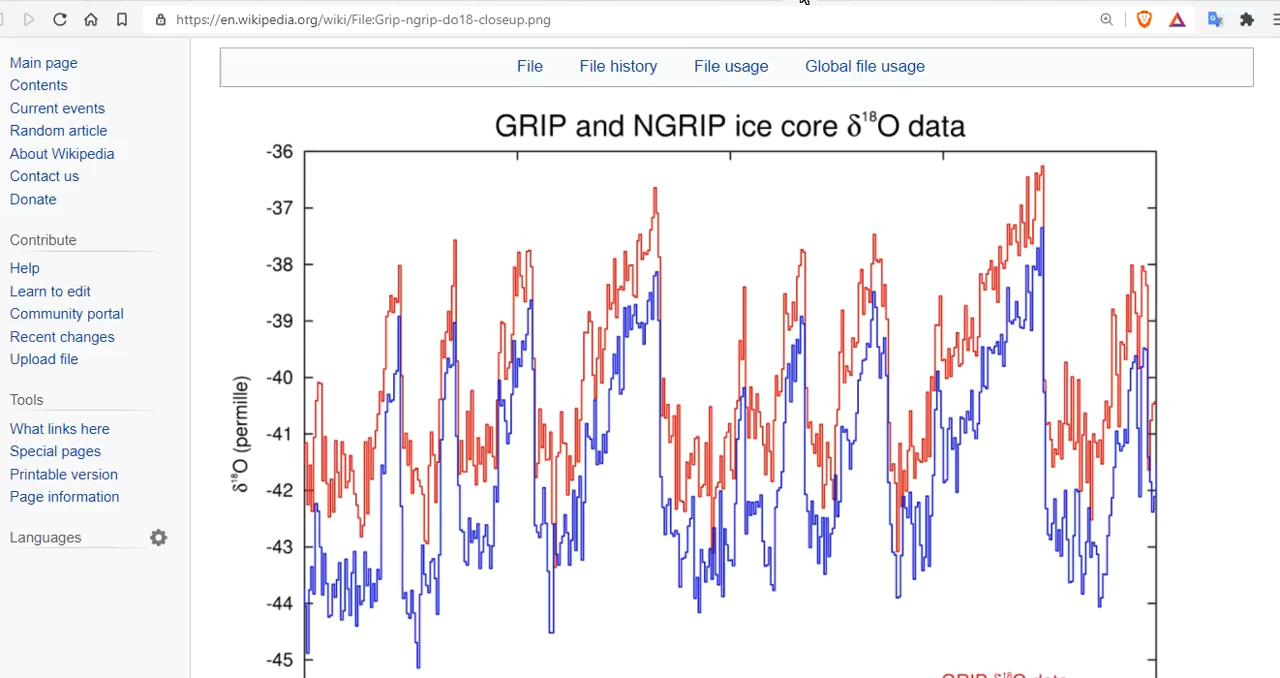 https://en.wikipedia.org/wiki/File:Grip-ngrip-do18-closeup.png
Main page
Contents
Current events
Random article
About Wikipedia
Contact us
Donate
Contribute
Help
Learn to edit
Community portal
Recent changes
Upload file
Tools
What links here
Special pages
Printable version
Page information
Languages
File File history File usage Global file usage
GRIP and NGRIP ice core δ¹⁸O data
-36
-37
-38
-39
-40
-41
-42
-43
-44
-45
δ¹⁸O (permille)
GRIP δ¹⁸O data